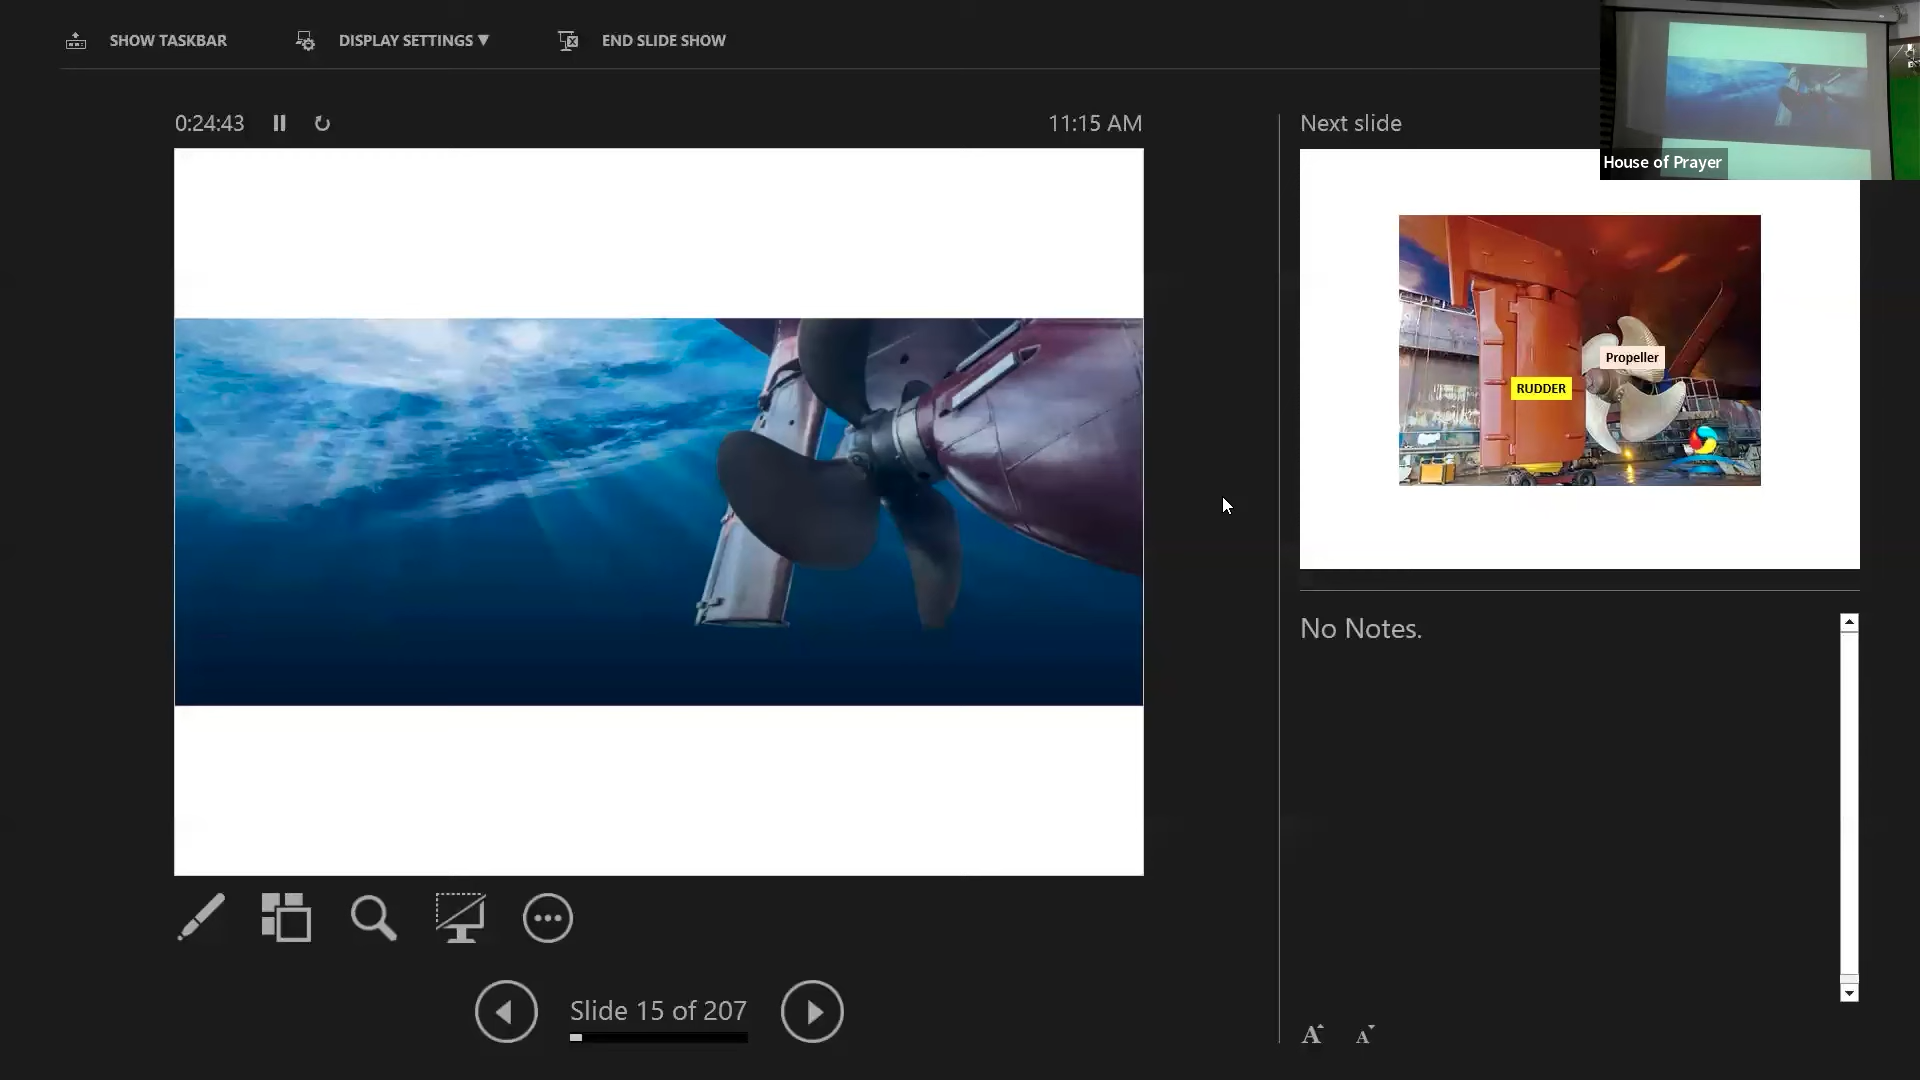 SHOW TASKBAR
DISPLAY SETTINGS ▼
END SLIDE SHOW
0:24:43
11:15 AM
Next slide
House of Prayer
Propeller
RUDDER
No Notes.
Slide 15 of 207
A
A